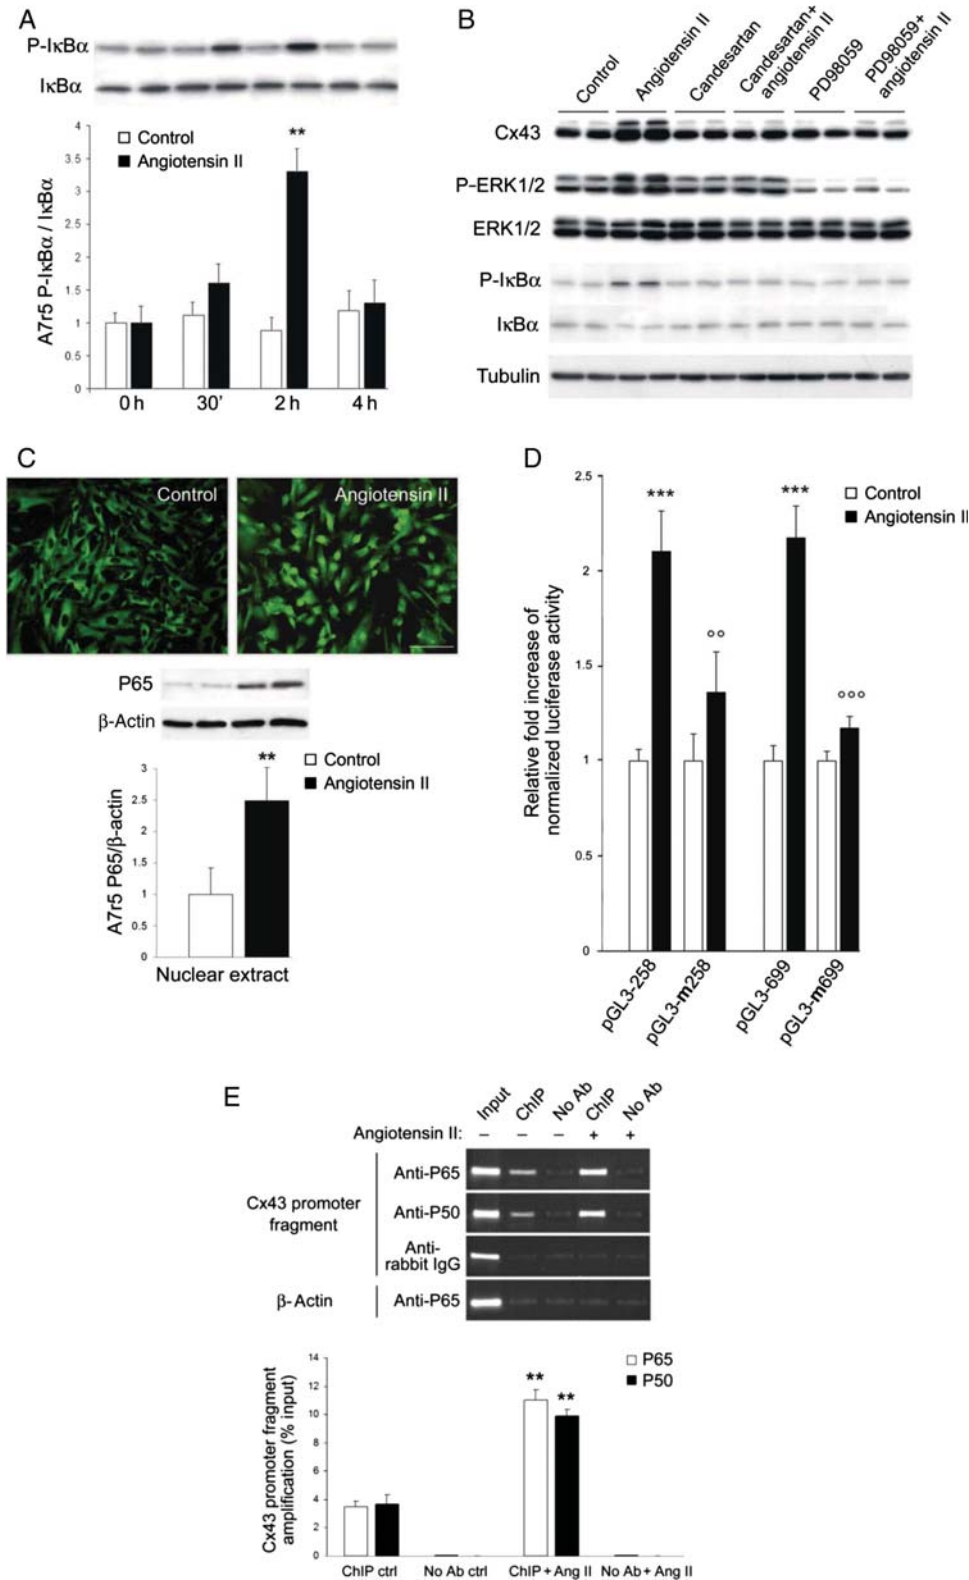 A
P-IκBα
IκBα
Control
Angiotensin II
**
A7r5 P-IκBα / IκBα
4
3.5
3
2.5
2
1.5
1
0.5
0
0 h 30' 2 h 4 h
B
Control
Angiotensin II
Candesartan
Candesartan+
angiotensin II
PD98059
PD98059+
angiotensin II
Cx43
P-ERK1/2
ERK1/2
P-IκBα
IκBα
Tubulin
C
Control
Angiotensin II
P65
β-Actin
Control
Angiotensin II
**
A7r5 P65/β-actin
3
2.5
2
1.5
1
0.5
0
Nuclear extract
D
Control
Angiotensin II
*** °° *** °°°
Relative fold increase of
normalized luciferase activity
2.5
2
1.5
1
0.5
0
pGL3-258
pGL3-m258
pGL3-699
pGL3-m699
E
Input ChIP No Ab ChIP No Ab
Angiotensin II: – – – + +
Cx43 promoter
fragment
Anti-P65
Anti-P50
Anti-
rabbit IgG
β-Actin Anti-P65
P65
P50
** **
Cx43 promoter fragment
amplification (% input)
14
12
10
8
6
4
2
0
ChIP ctrl No Ab ctrl ChIP + Ang II No Ab + Ang II